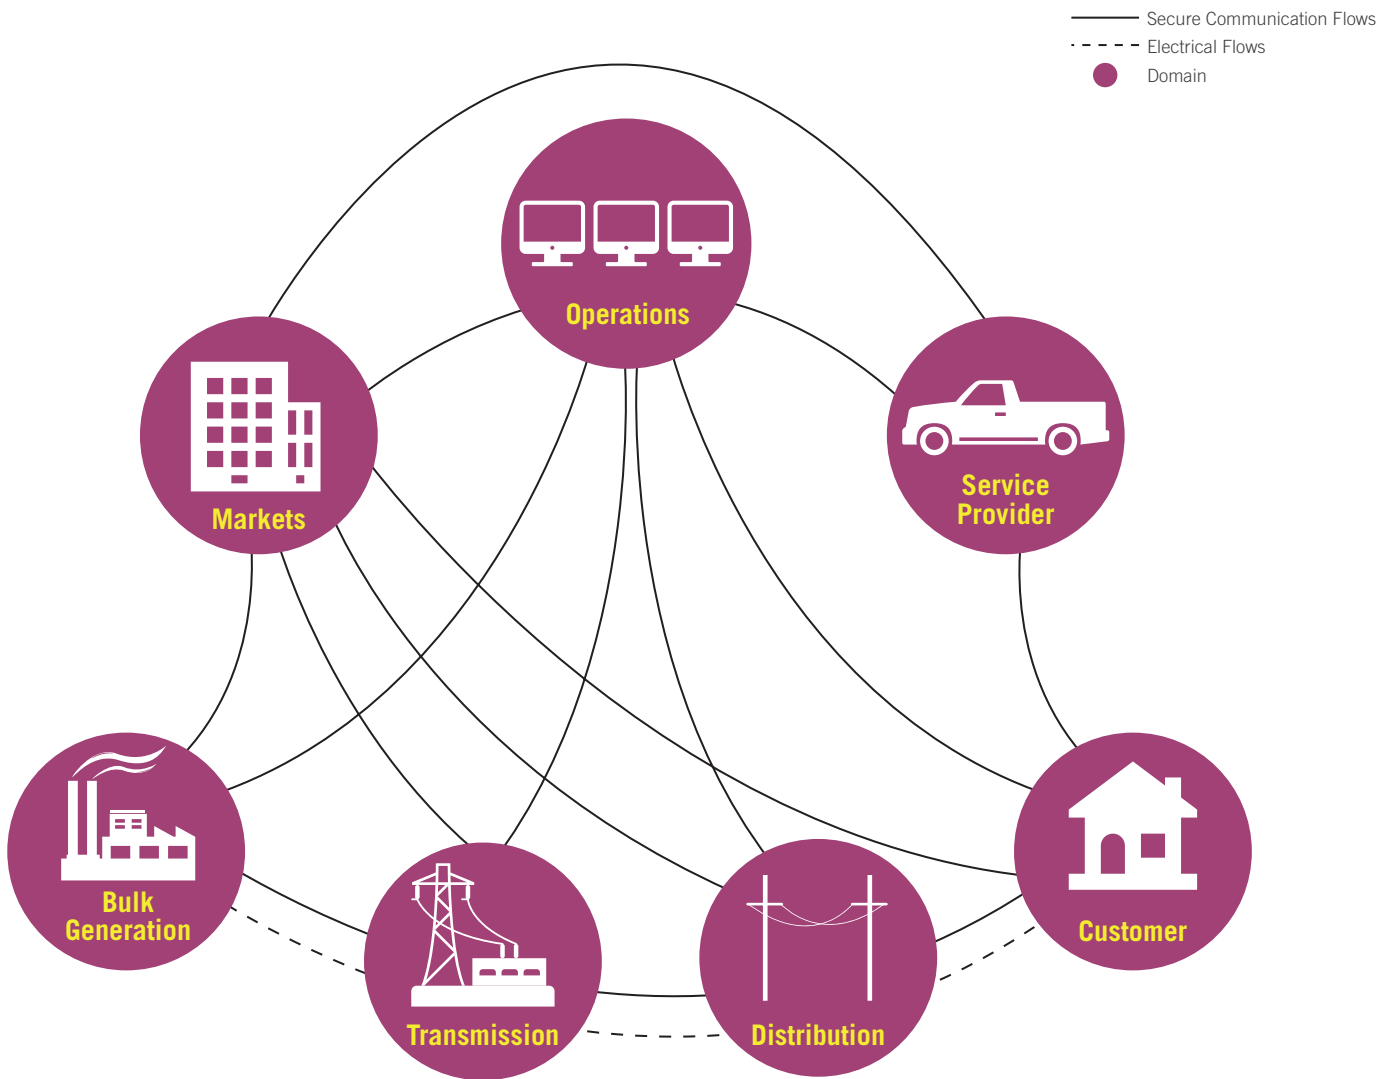 Secure Communication Flows
Electrical Flows
Domain
Operations
Markets
Service
Provider
Bulk
Generation
Transmission
Distribution
Customer